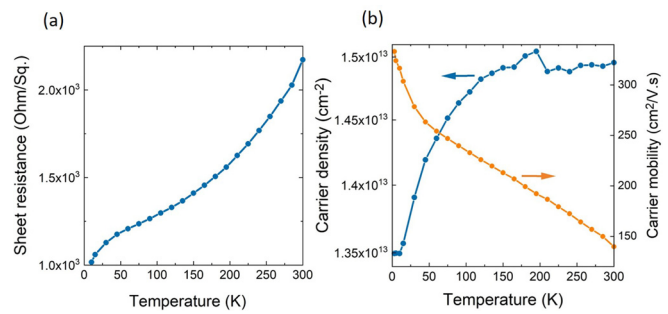 (a)
(b)
Sheet resistance (Ohm/Sq.)
2.0x10³
1.5x10³
1.0x10³
0 50 100 150 200 250 300
Temperature (K)
Carrier density (cm⁻²)
1.5x10¹³
1.45x10¹³
1.4x10¹³
1.35x10¹³
0 50 100 150 200 250 300
Temperature (K)
300
250
200
150
Carrier mobility (cm²/V.s)